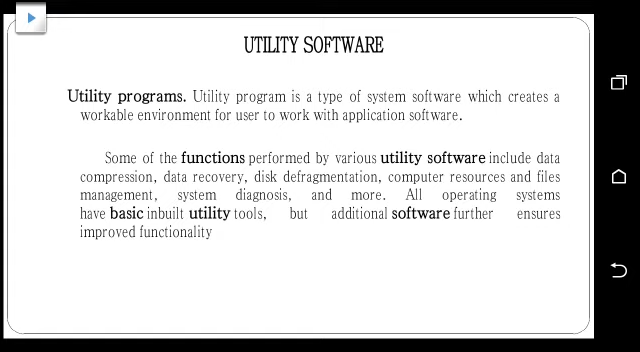 UTILITY SOFTWARE
Utility programs. Utility program is a type of system software which creates a
workable environment for user to work with application software.
Some of the functions performed by various utility software include data
compression, data recovery, disk defragmentation, computer resources and files
management, system diagnosis, and more. All operating systems
have basic inbuilt utility tools, but additional software further ensures
improved functionality